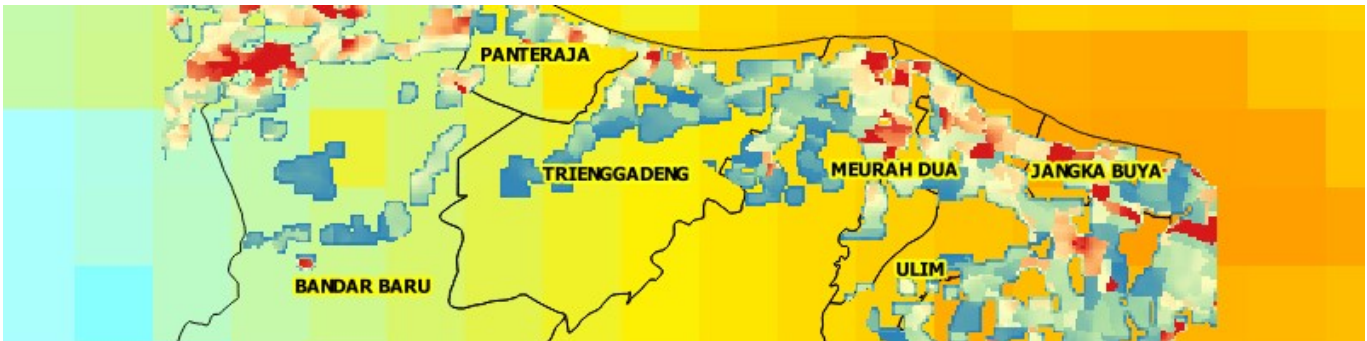 PANTERAJA
TRIENGGADENG
MEURAH DUA
JANGKA BUYA
ULIM
BANDAR BARU